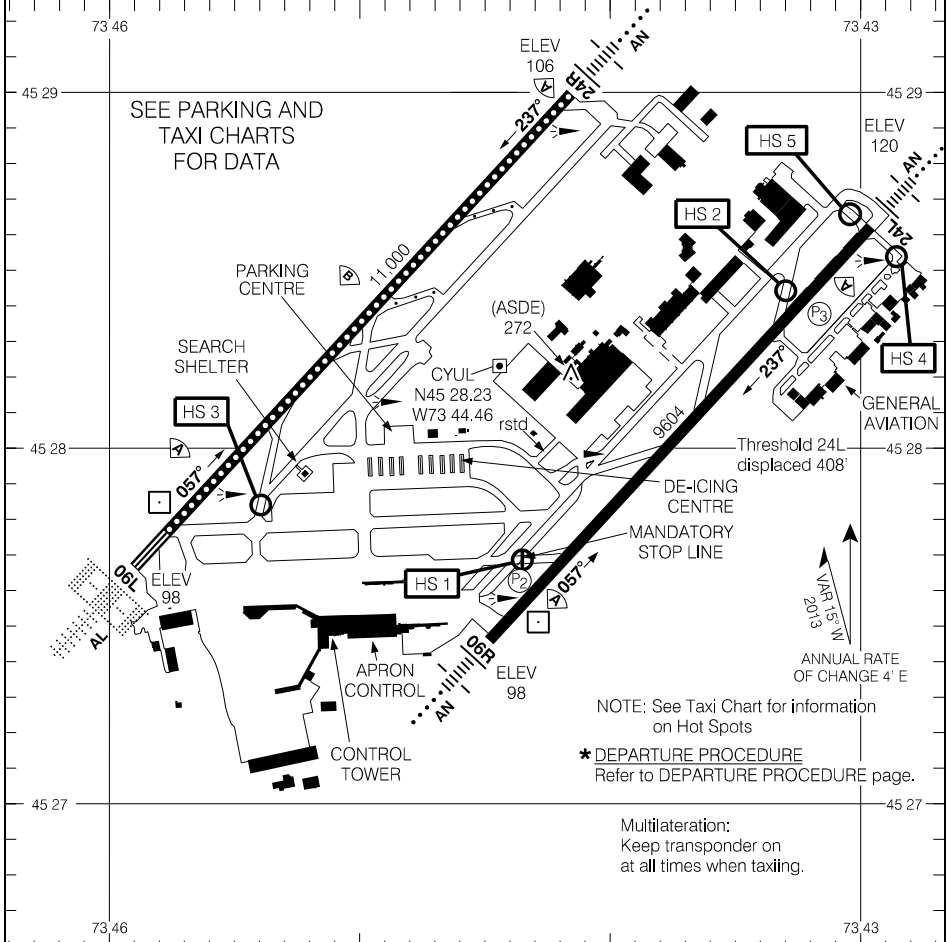 73 46
73 43
ELEV
106
AN
A
24R
45 29
45 29
237°
SEE PARKING AND
TAXI CHARTS
FOR DATA
HS 5
ELEV
120
AN
HS 2
24L
11,000
B
PARKING
CENTRE
(ASDE)
272
A
P3
SEARCH
SHELTER
CYUL
N45 28.23
W73 44.46
rstd
237°
HS 4
HS 3
9604
GENERAL
AVIATION
45 28
45 28
A
057°
Threshold 24L
displaced 408'
DE-ICING
CENTRE
MANDATORY
STOP LINE
06L
ELEV
98
AL
HS 1
P2
A
057°
VAR 15° W
2013
06R
ELEV
98
AN
APRON
CONTROL
ANNUAL RATE
OF CHANGE 4' E
CONTROL
TOWER
NOTE: See Taxi Chart for information
on Hot Spots
* DEPARTURE PROCEDURE
Refer to DEPARTURE PROCEDURE page.
45 27
45 27
Multilateration:
Keep transponder on
at all times when taxiing.
73 46
73 43